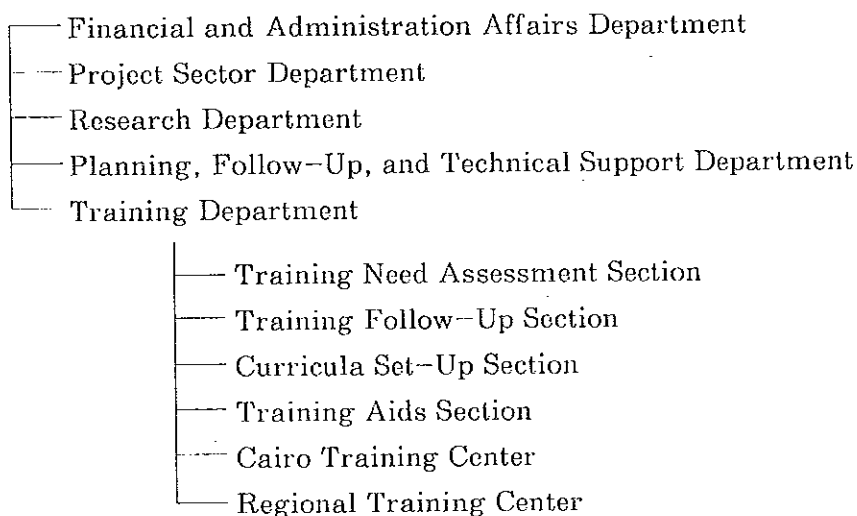 Financial and Administration Affairs Department
Project Sector Department
Research Department
Planning, Follow-Up, and Technical Support Department
Training Department
Training Need Assessment Section
Training Follow-Up Section
Curricula Set-Up Section
Training Aids Section
Cairo Training Center
Regional Training Center